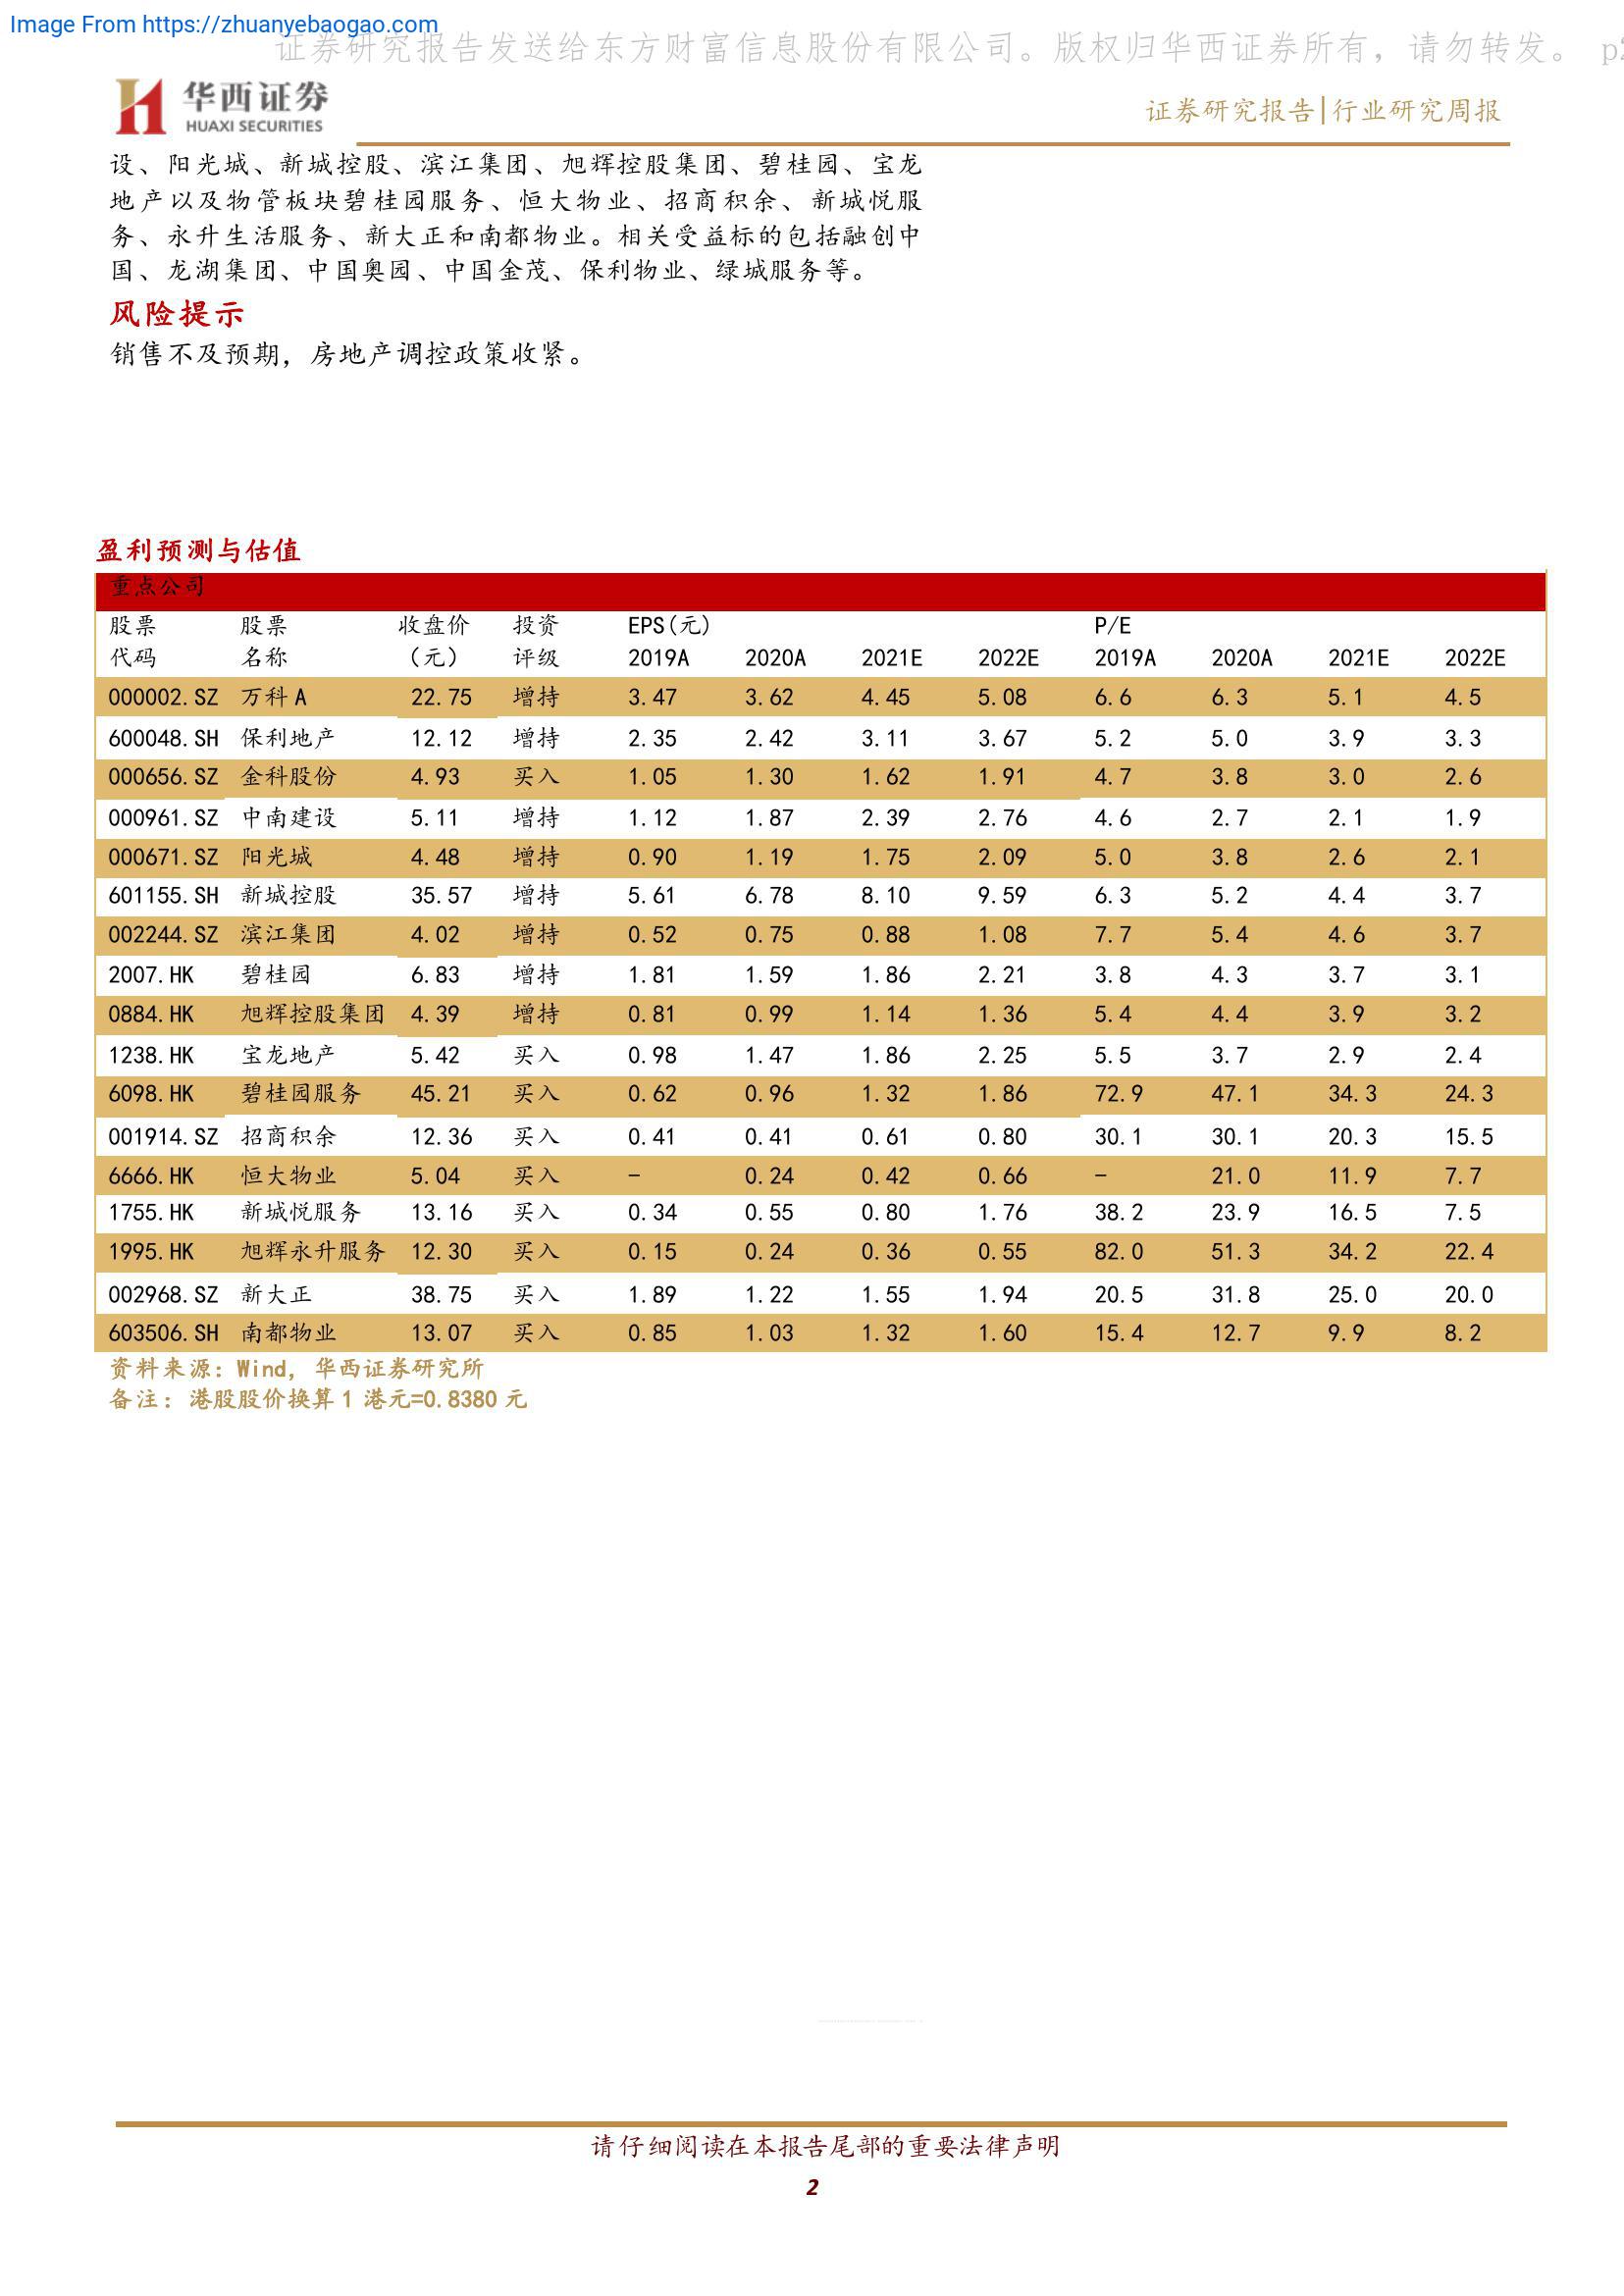 Image From https://zhuanyebaogao.com
证券研究报告发送给东方财富信息股份有限公司。版权归华西证券所有，请勿转发。 p2
华西证券
HUAXI SECURITIES
证券研究报告|行业研究周报
设、阳光城、新城控股、滨江集团、旭辉控股集团、碧桂园、宝龙
地产以及物管板块碧桂园服务、恒大物业、招商积余、新城悦服
务、永升生活服务、新大正和南都物业。相关受益标的包括融创中
国、龙湖集团、中国奥园、中国金茂、保利物业、绿城服务等。
风险提示
销售不及预期，房地产调控政策收紧。
盈利预测与估值
重点公司
股票 股票 收盘价 投资 EPS(元) P/E
代码 名称 （元） 评级 2019A 2020A 2021E 2022E 2019A 2020A 2021E 2022E
000002.SZ 万科A 22.75 增持 3.47 3.62 4.45 5.08 6.6 6.3 5.1 4.5
600048.SH 保利地产 12.12 增持 2.35 2.42 3.11 3.67 5.2 5.0 3.9 3.3
000656.SZ 金科股份 4.93 买入 1.05 1.30 1.62 1.91 4.7 3.8 3.0 2.6
000961.SZ 中南建设 5.11 增持 1.12 1.87 2.39 2.76 4.6 2.7 2.1 1.9
000671.SZ 阳光城 4.48 增持 0.90 1.19 1.75 2.09 5.0 3.8 2.6 2.1
601155.SH 新城控股 35.57 增持 5.61 6.78 8.10 9.59 6.3 5.2 4.4 3.7
002244.SZ 滨江集团 4.02 增持 0.52 0.75 0.88 1.08 7.7 5.4 4.6 3.7
2007.HK 碧桂园 6.83 增持 1.81 1.59 1.86 2.21 3.8 4.3 3.7 3.1
0884.HK 旭辉控股集团 4.39 增持 0.81 0.99 1.14 1.36 5.4 4.4 3.9 3.2
1238.HK 宝龙地产 5.42 买入 0.98 1.47 1.86 2.25 5.5 3.7 2.9 2.4
6098.HK 碧桂园服务 45.21 买入 0.62 0.96 1.32 1.86 72.9 47.1 34.3 24.3
001914.SZ 招商积余 12.36 买入 0.41 0.41 0.61 0.80 30.1 30.1 20.3 15.5
6666.HK 恒大物业 5.04 买入 - 0.24 0.42 0.66 - 21.0 11.9 7.7
1755.HK 新城悦服务 13.16 买入 0.34 0.55 0.80 1.76 38.2 23.9 16.5 7.5
1995.HK 旭辉永升服务 12.30 买入 0.15 0.24 0.36 0.55 82.0 51.3 34.2 22.4
002968.SZ 新大正 38.75 买入 1.89 1.22 1.55 1.94 20.5 31.8 25.0 20.0
603506.SH 南都物业 13.07 买入 0.85 1.03 1.32 1.60 15.4 12.7 9.9 8.2
资料来源：Wind，华西证券研究所
备注：港股股价换算1 港元=0.8380 元
请仔细阅读在本报告尾部的重要法律声明
2